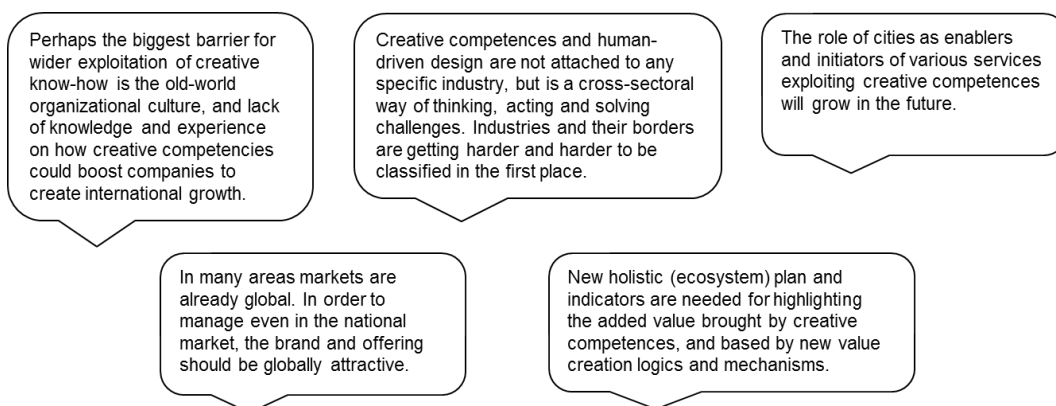 Perhaps the biggest barrier for
wider exploitation of creative
know-how is the old-world
organizational culture, and lack
of knowledge and experience
on how creative competencies
could boost companies to
create international growth.
Creative competences and human-
driven design are not attached to any
specific industry, but is a cross-sectoral
way of thinking, acting and solving
challenges. Industries and their borders
are getting harder and harder to be
classified in the first place.
The role of cities as enablers
and initiators of various services
exploiting creative competences
will grow in the future.
In many areas markets are
already global. In order to
manage even in the national
market, the brand and offering
should be globally attractive.
New holistic (ecosystem) plan and
indicators are needed for highlighting
the added value brought by creative
competences, and based by new value
creation logics and mechanisms.